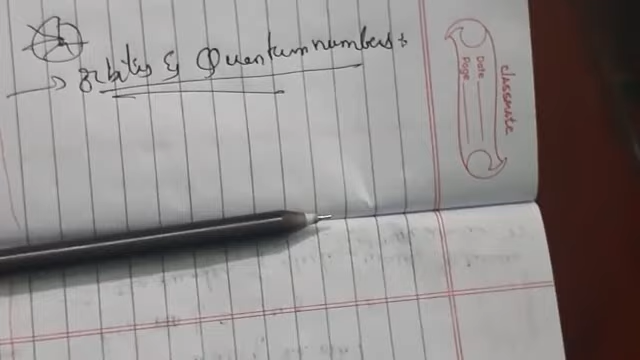 → Orbitals & Quantum numbers :
classmate
Date
Page